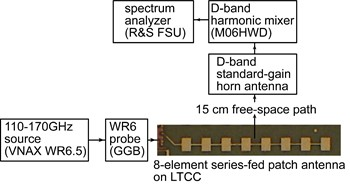 spectrum
analyzer
(R&S FSU)
D-band
harmonic mixer
(M06HWD)
D-band
standard-gain
horn antenna
15 cm free-space path
110-170GHz
source
(VNAX WR6.5)
WR6
probe
(GGB)
8-element series-fed patch antenna
on LTCC